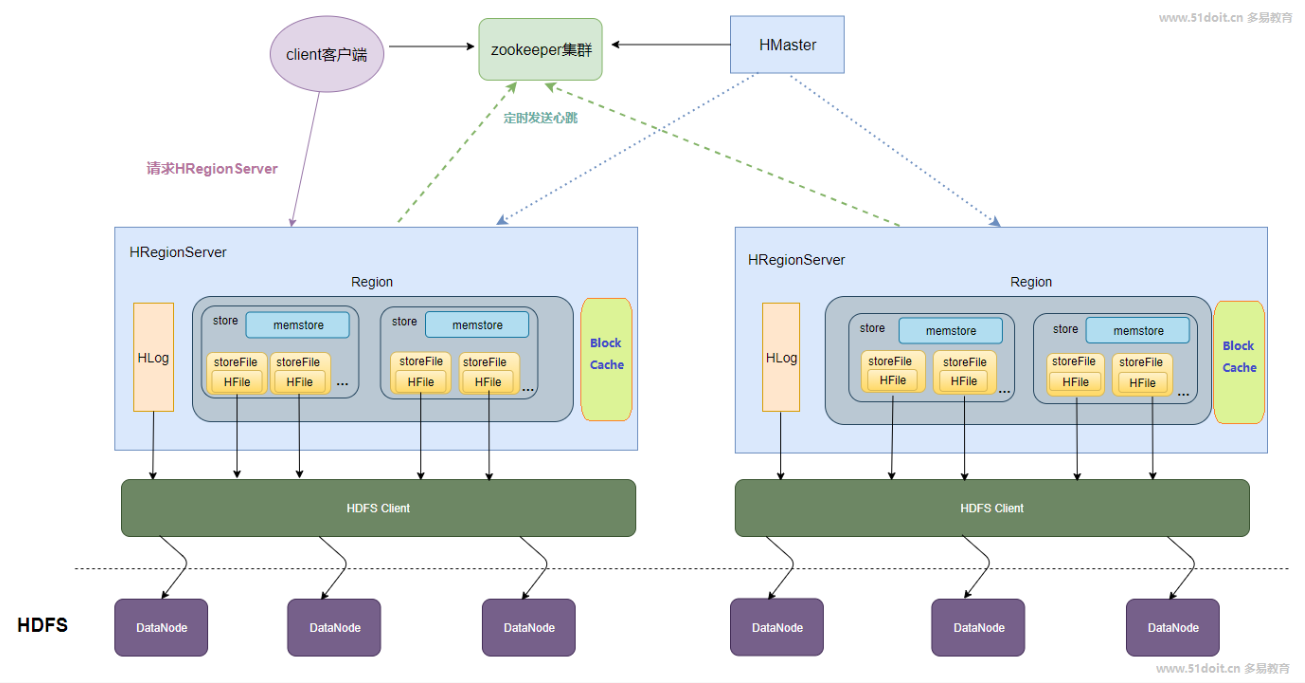 www.51doit.cn 多易教育
client客户端
zookeeper集群
HMaster
定时发送心跳
请求HRegionServer
HRegionServer
Region
HLog
store
memstore
storeFile
HFile
storeFile
HFile
...
store
memstore
storeFile
HFile
storeFile
HFile
...
Block
Cache
HRegionServer
Region
HLog
store
memstore
storeFile
HFile
storeFile
HFile
...
store
memstore
storeFile
HFile
storeFile
HFile
...
Block
Cache
HDFS Client
HDFS Client
HDFS
DataNode
DataNode
DataNode
DataNode
DataNode
DataNode
www.51doit.cn 多易教育